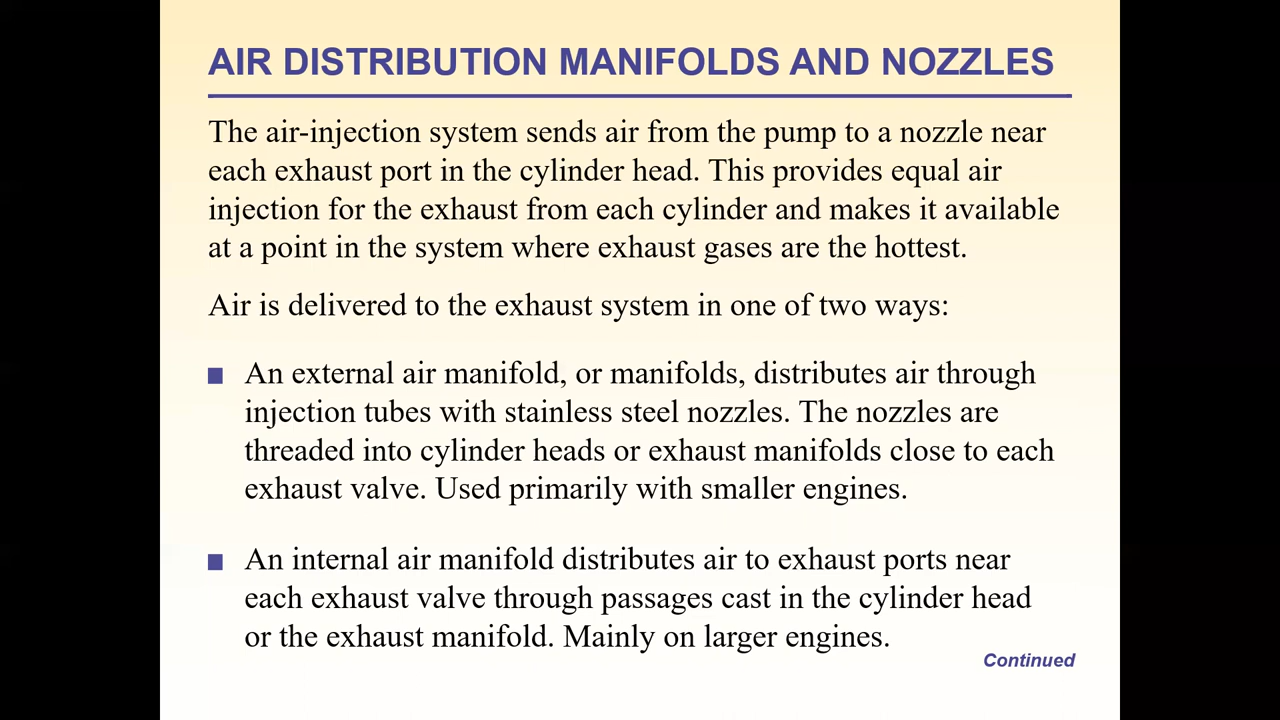 AIR DISTRIBUTION MANIFOLDS AND NOZZLES
The air-injection system sends air from the pump to a nozzle near
each exhaust port in the cylinder head. This provides equal air
injection for the exhaust from each cylinder and makes it available
at a point in the system where exhaust gases are the hottest.
Air is delivered to the exhaust system in one of two ways:
An external air manifold, or manifolds, distributes air through
injection tubes with stainless steel nozzles. The nozzles are
threaded into cylinder heads or exhaust manifolds close to each
exhaust valve. Used primarily with smaller engines.
An internal air manifold distributes air to exhaust ports near
each exhaust valve through passages cast in the cylinder head
or the exhaust manifold. Mainly on larger engines.
Continued